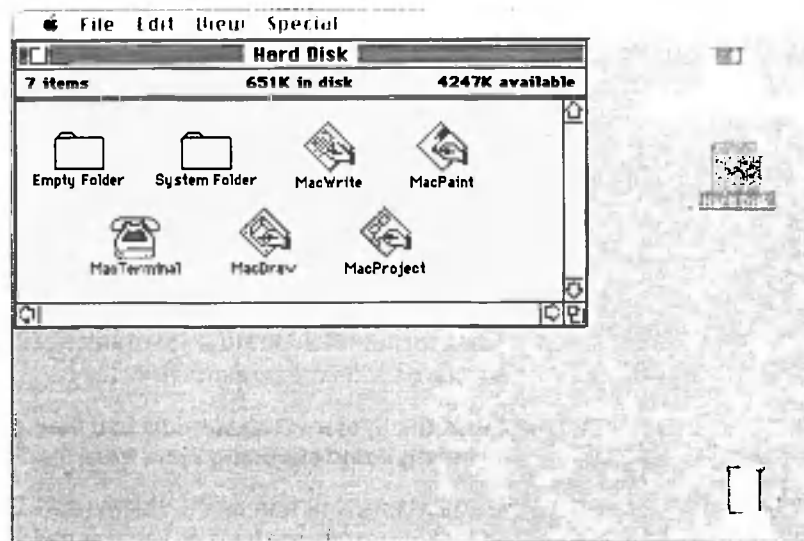 File Edit View Special
Hard Disk
7 items 651K in disk 4247K available
Empty Folder System Folder MacWrite MacPaint
MacTerminal MacDraw MacProject